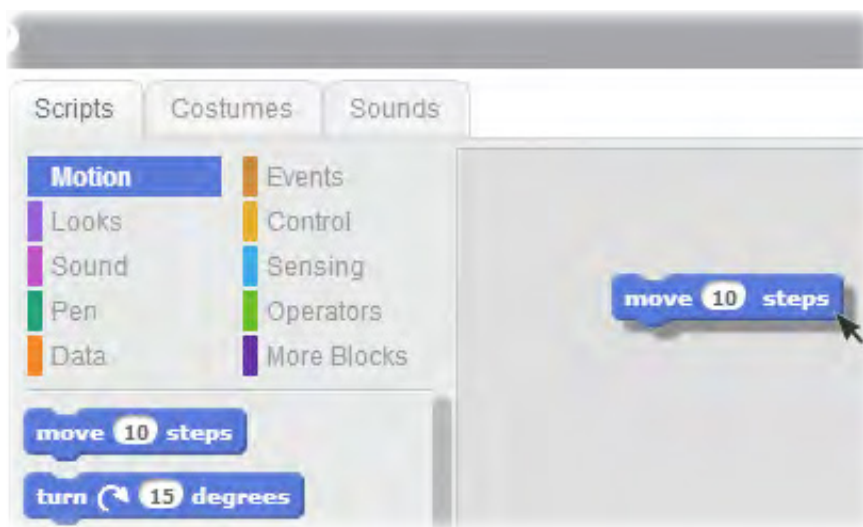 Scripts Costumes Sounds
Motion Events
Looks Control
Sound Sensing
Pen Operators
Data More Blocks
move 10 steps
turn 15 degrees
move 10 steps